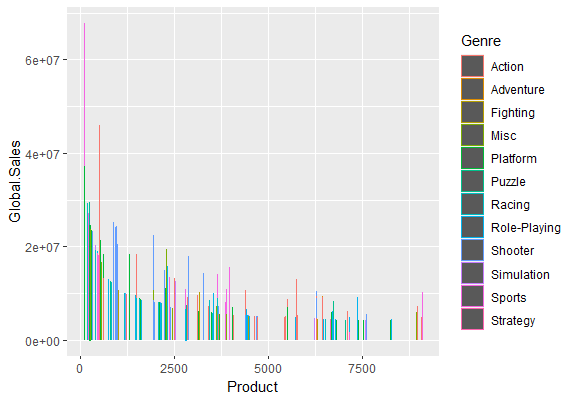 6e+07
4e+07
2e+07
0e+00
Global.Sales
0
2500
5000
7500
Product
Genre
Action
Adventure
Fighting
Misc
Platform
Puzzle
Racing
Role-Playing
Shooter
Simulation
Sports
Strategy